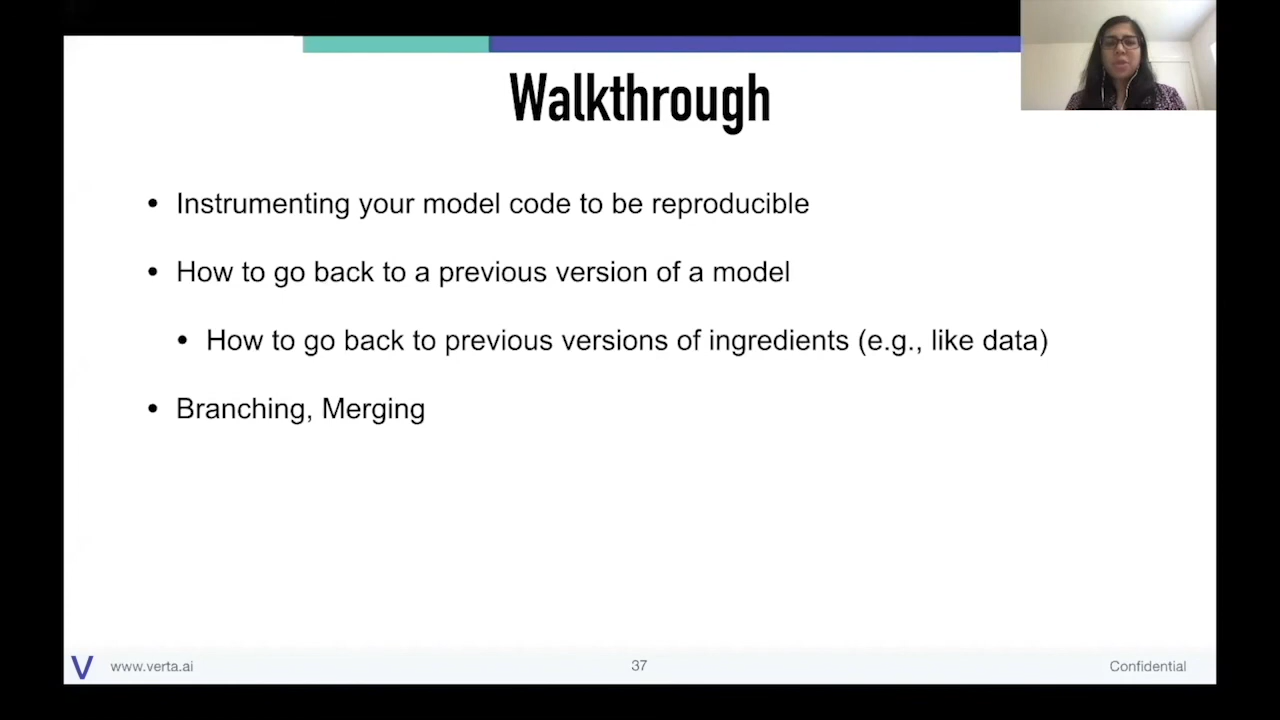 Walkthrough
• Instrumenting your model code to be reproducible
• How to go back to a previous version of a model
• How to go back to previous versions of ingredients (e.g., like data)
• Branching, Merging
V www.verta.ai 37 Confidential